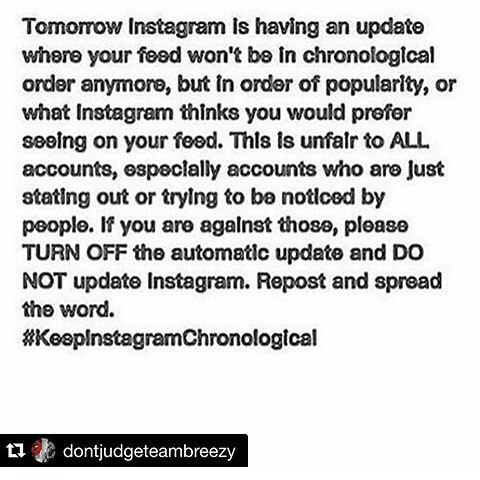 Tomorrow Instagram is having an update
where your feed won't be in chronological
order anymore, but in order of popularity, or
what Instagram thinks you would prefer
seeing on your feed. This is unfair to ALL
accounts, especially accounts who are just
stating out or trying to be noticed by
people. If you are against those, please
TURN OFF the automatic update and DO
NOT update Instagram. Repost and spread
the word.
#KeepInstagramChronological
dontjudgeteambreezy